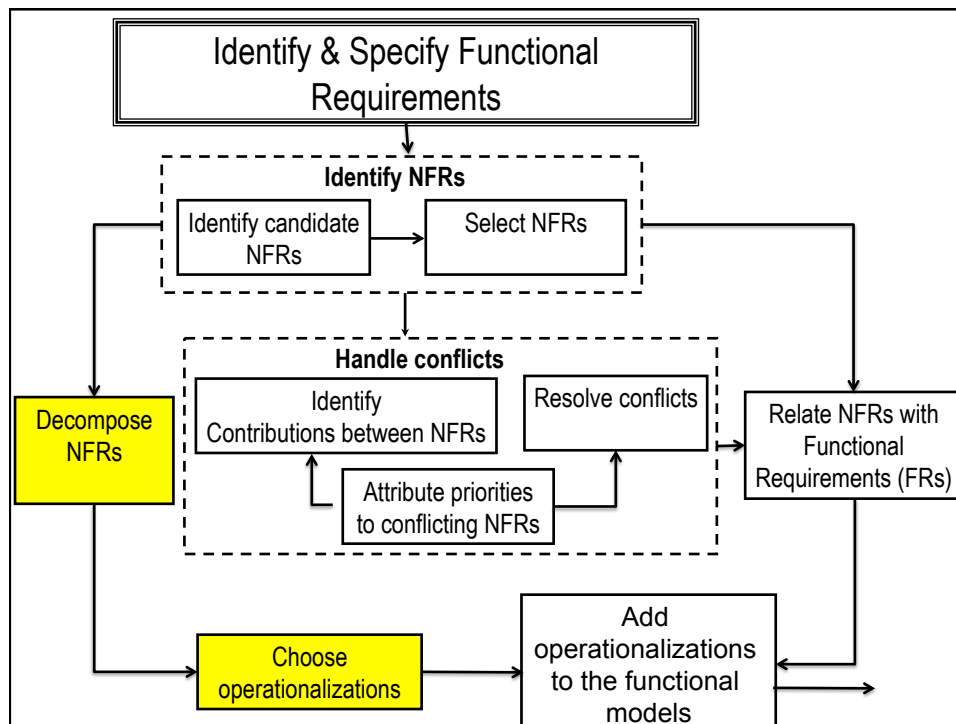 Identify & Specify Functional
Requirements
Identify NFRs
Identify candidate
NFRs
Select NFRs
Handle conflicts
Identify
Contributions between NFRs
Resolve conflicts
Attribute priorities
to conflicting NFRs
Decompose
NFRs
Relate NFRs with
Functional
Requirements (FRs)
Choose
operationalizations
Add
operationalizations
to the functional
models